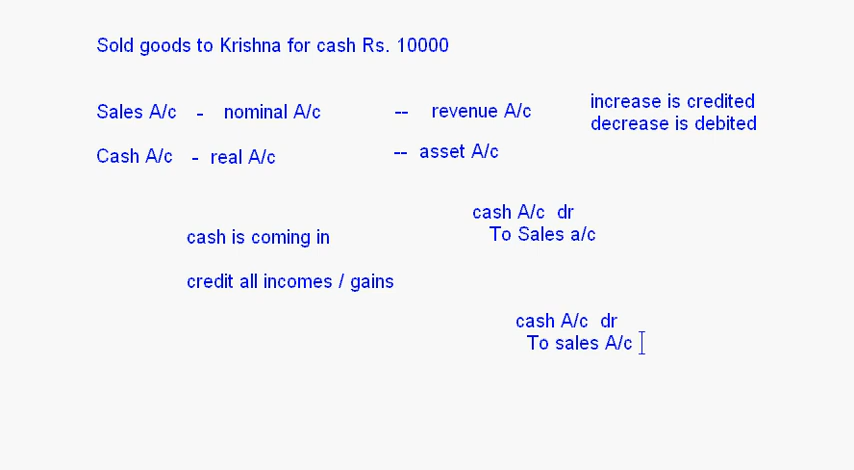 Sold goods to Krishna for cash Rs. 10000
Sales A/c - nominal A/c -- revenue A/c increase is credited
decrease is debited
Cash A/c - real A/c -- asset A/c
cash A/c dr
To Sales a/c
cash is coming in
credit all incomes / gains
cash A/c dr
To sales A/c